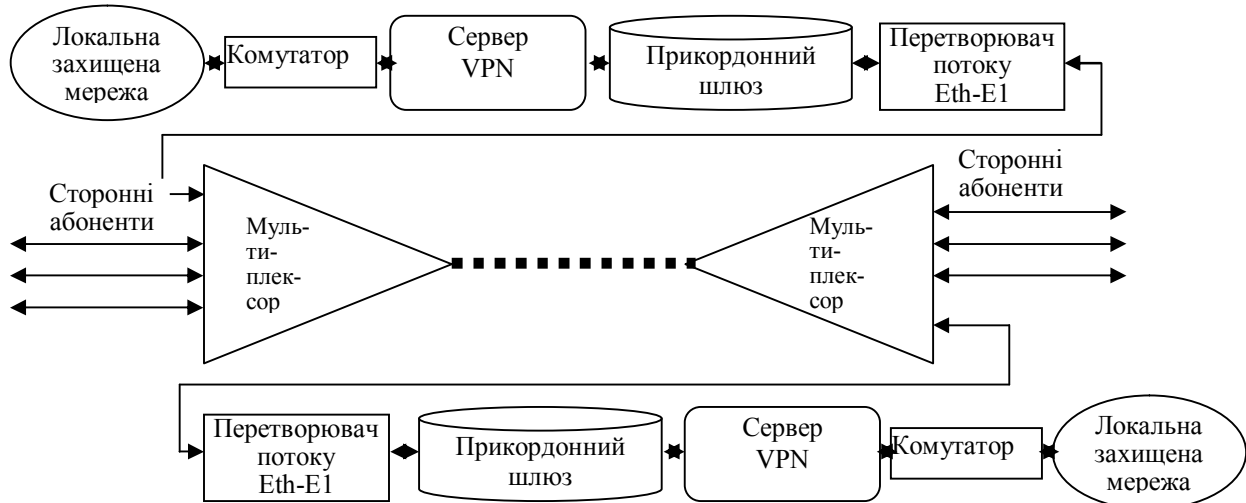 Локальна
захищена
мережа
Комутатор
Сервер
VPN
Прикордонний
шлюз
Перетворювач
потоку
Eth-E1
Сторонні
абоненти
Муль-
ти-
плек-
сор
Муль-
ти-
плек-
сор
Сторонні
абоненти
Перетворювач
потоку
Eth-E1
Прикордонний
шлюз
Сервер
VPN
Комутатор
Локальна
захищена
мережа